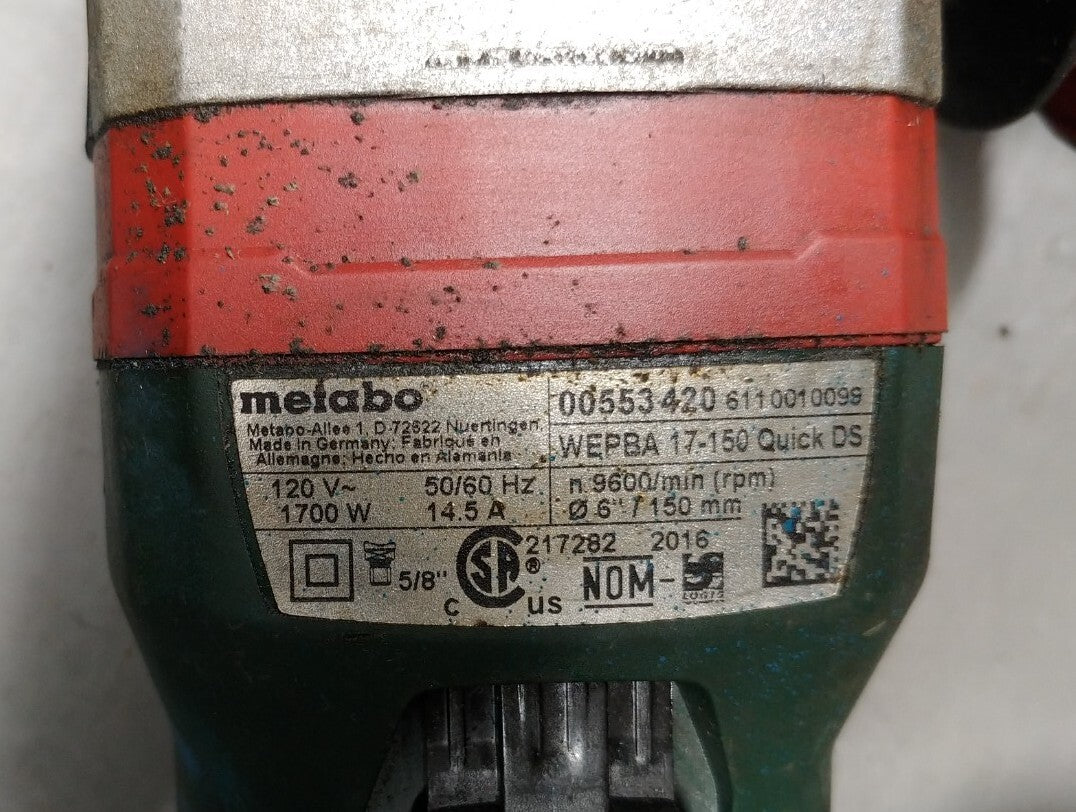 metabo
Metabo-Allee 1, D-72622 Nuertingen
Made in Germany; Fabriqué en
Allemagne; Hecho en Alemania
00553420 6110010099
WEPBA 17-150 Quick DS
120 V~ 50/60 Hz
1700 W 14.5 A
n 9600/min (rpm)
Ø 6" / 150 mm
5/8"
C SA ® US
217282 2016
NOM-
LOGIS